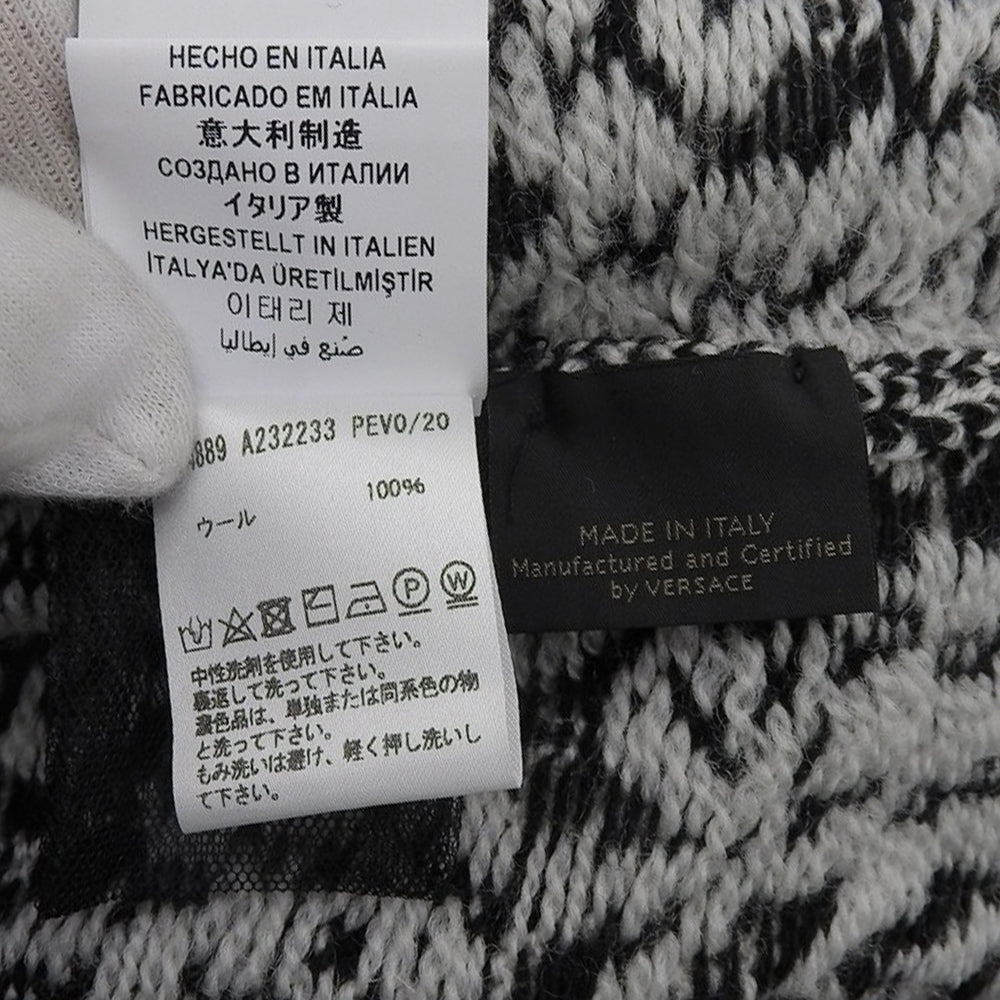 HECHO EN ITALIA
FABRICADO EM ITÁLIA
意大利制造
СОЗДАНО В ИТАЛИИ
イタリア製
HERGESTELLT IN ITALIEN
İTALYA'DA ÜRETİLMİŞTİR
이태리 제
صُنع في إيطاليا
889 A232233 PEVO/20
100%
ウール
P W
中性洗剤を使用して下さい。
裏返して洗って下さい。
濃色品は、単独または同系色の物
と洗って下さい。
もみ洗いは避け、軽く押し洗いし
て下さい。
MADE IN ITALY
Manufactured and Certified
by VERSACE